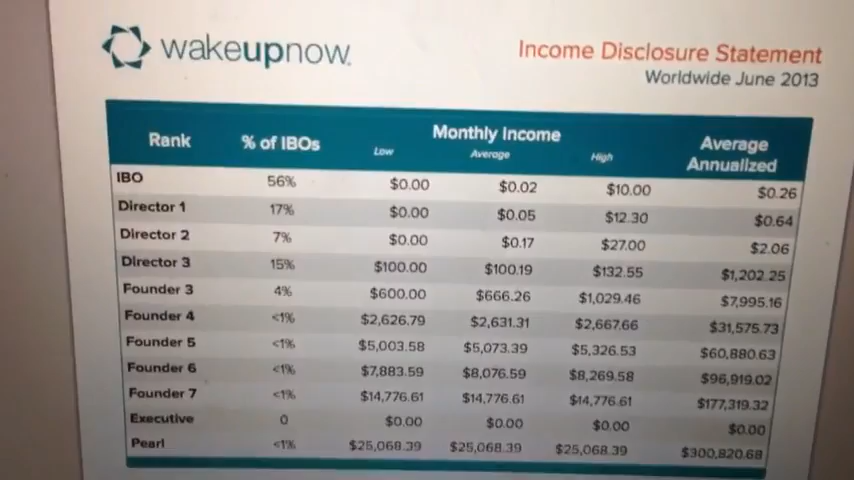 wakeupnow.
Income Disclosure Statement
Worldwide June 2013
Rank % of IBOs Monthly Income Average Annualized
Low Average High
IBO 56% $0.00 $0.02 $10.00 $0.26
Director 1 17% $0.00 $0.05 $12.30 $0.64
Director 2 7% $0.00 $0.17 $27.00 $2.06
Director 3 15% $100.00 $100.19 $132.55 $1,202.25
Founder 3 4% $600.00 $666.26 $1,029.46 $7,995.16
Founder 4 <1% $2,626.79 $2,631.31 $2,667.66 $31,575.73
Founder 5 <1% $5,003.58 $5,073.39 $5,326.53 $60,880.63
Founder 6 <1% $7,883.59 $8,076.59 $8,269.58 $96,919.02
Founder 7 <1% $14,776.61 $14,776.61 $14,776.61 $177,319.32
Executive 0 $0.00 $0.00 $0.00 $0.00
Pearl <1% $25,068.39 $25,068.39 $25,068.39 $300,820.68